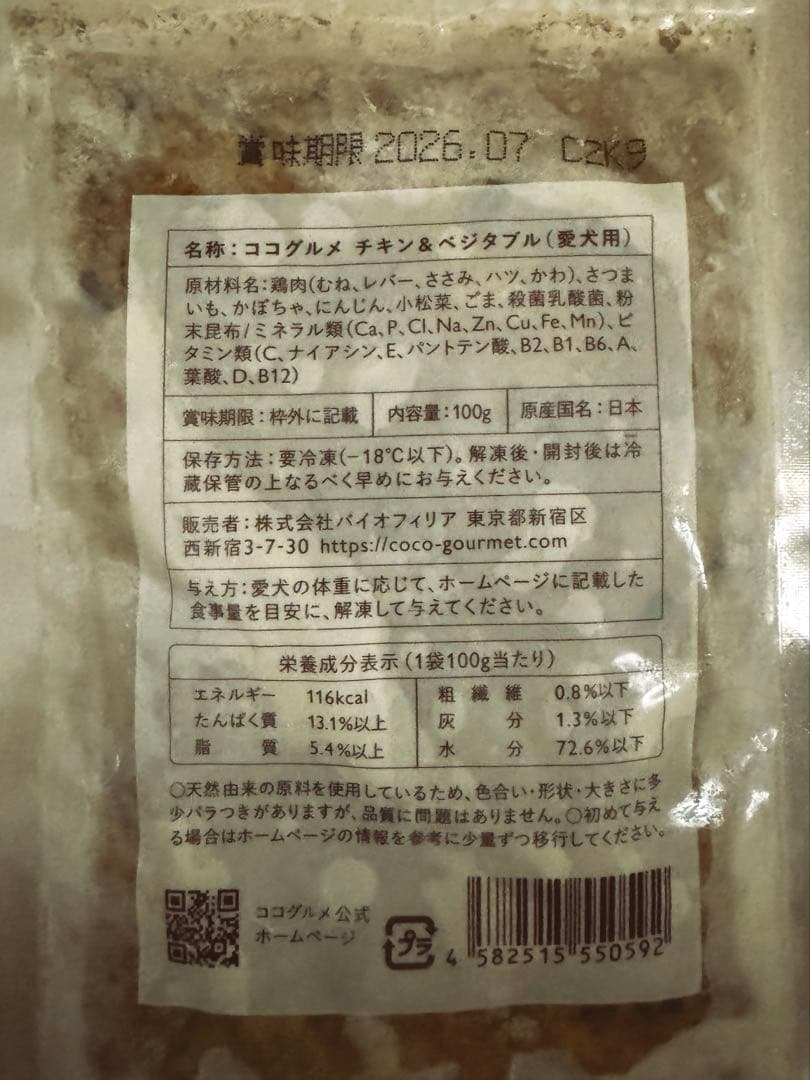 賞味期限 2026.07 C2K9
名称：ココグルメ チキン＆ベジタブル（愛犬用）
原材料名：鶏肉（むね、レバー、ささみ、ハツ、かわ）、さつま
いも、かぼちゃ、にんじん、小松菜、ごま、殺菌乳酸菌、粉
末昆布/ミネラル類（Ca、P、Cl、Na、Zn、Cu、Fe、Mn）、ビ
タミン類（C、ナイアシン、E、パントテン酸、B2、B1、B6、A、
葉酸、D、B12）
賞味期限：枠外に記載 内容量：100g 原産国名：日本
保存方法：要冷凍（−18℃以下）。解凍後・開封後は冷
蔵保管の上なるべく早めにお与えください。
販売者：株式会社バイオフィリア 東京都新宿区
西新宿3-7-30 https://coco-gourmet.com
与え方：愛犬の体重に応じて、ホームページに記載した
食事量を目安に、解凍して与えてください。
栄養成分表示（1袋100g当たり）
エネルギー 116kcal 粗繊維 0.8%以下
たんぱく質 13.1%以上 灰分 1.3%以下
脂質 5.4%以上 水分 72.6%以下
○天然由来の原料を使用しているため、色合い・形状・大きさに多
少バラつきがありますが、品質に問題はありません。○初めて与え
る場合はホームページの情報を参考に少量ずつ移行してください。
ココグルメ公式
ホームページ
プラ
4 582515 550592